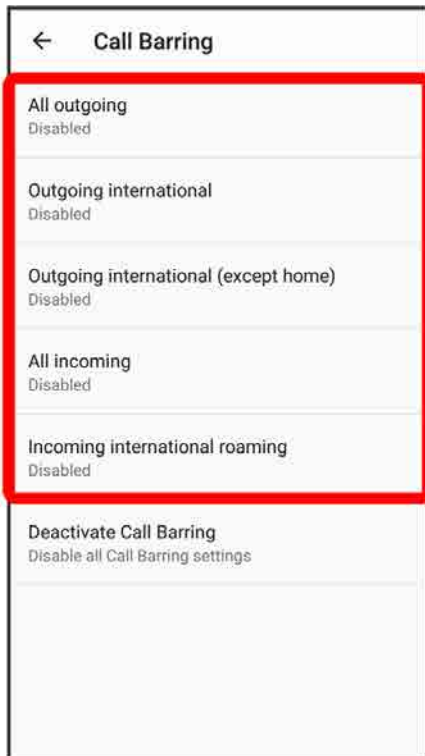 Call Barring
All outgoing
Disabled
Outgoing international
Disabled
Outgoing international (except home)
Disabled
All incoming
Disabled
Incoming international roaming
Disabled
Deactivate Call Barring
Disable all Call Barring settings